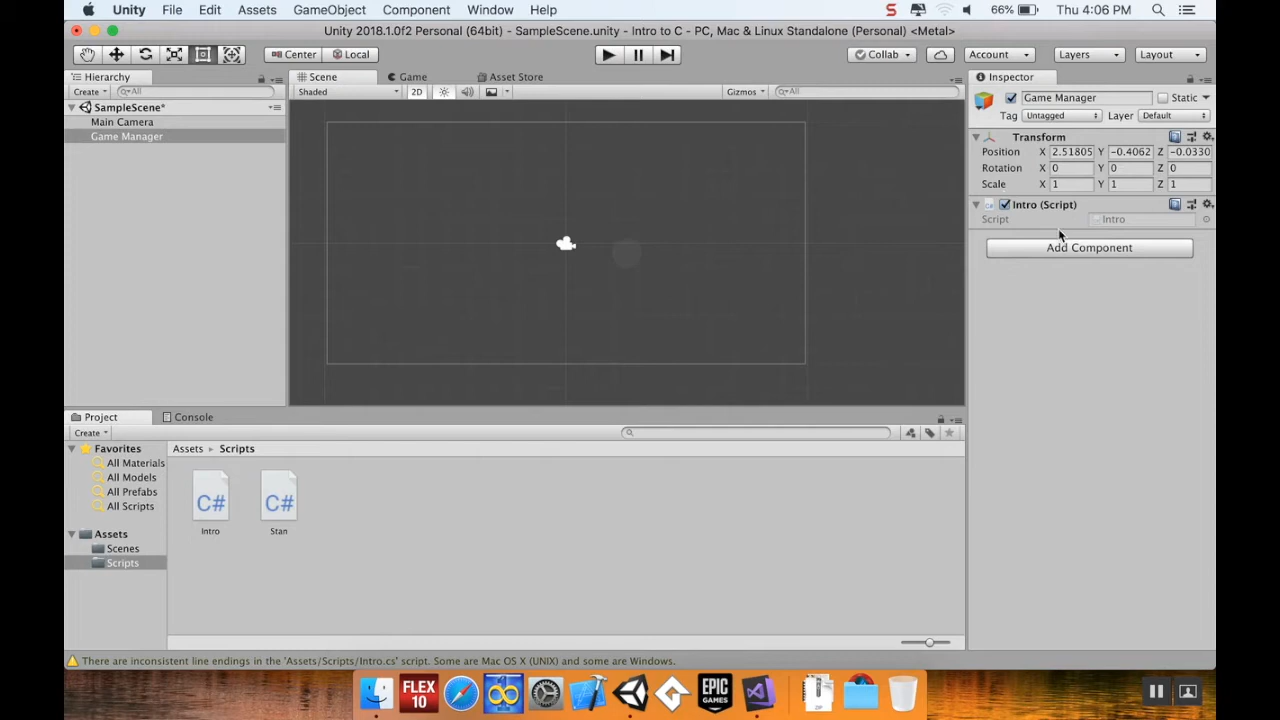 Unity File Edit Assets GameObject Component Window Help S 66% Thu 4:06 PM
Unity 2018.1.0f2 Personal (64bit) - SampleScene.unity - Intro to C - PC, Mac & Linux Standalone (Personal) <Metal>
Center Local Collab Account Layers Layout
Hierarchy Scene Game Asset Store Inspector
Create All Shaded 2D Gizmos All
SampleScene*
Main Camera
Game Manager
Game Manager Static
Tag Untagged Layer Default
Transform
Position X 2.51805 Y -0.4062 Z -0.0330
Rotation X 0 Y 0 Z 0
Scale X 1 Y 1 Z 1
C# Intro (Script)
Script Intro
Add Component
Project Console
Create
Favorites
All Materials
All Models
All Prefabs
All Scripts
Assets
Scenes
Scripts
Assets Scripts
C# C#
Intro Stan
There are inconsistent line endings in the 'Assets/Scripts/Intro.cs' script. Some are Mac OS X (UNIX) and some are Windows.
FLEX
10
EPIC
GAMES
ZIP